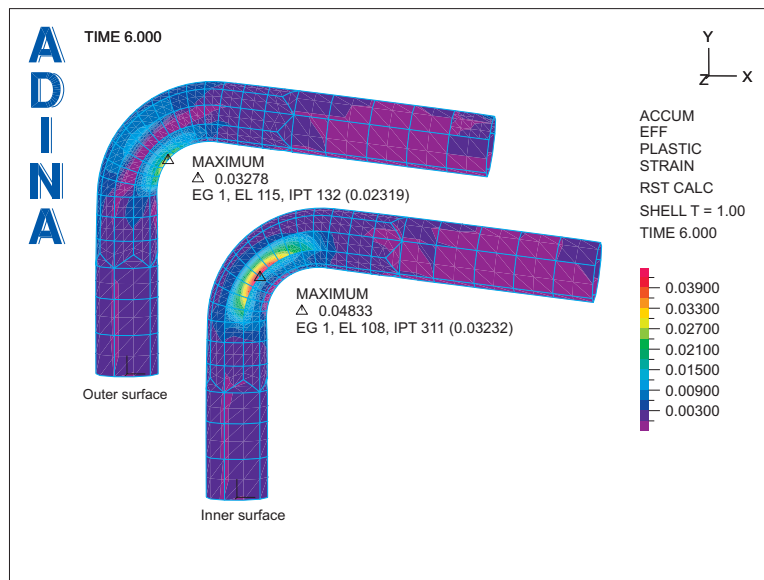 ADINA
TIME 6.000
Y
Z X
ACCUM
EFF
PLASTIC
STRAIN
RST CALC
SHELL T = 1.00
TIME 6.000
MAXIMUM
△ 0.03278
EG 1, EL 115, IPT 132 (0.02319)
0.03900
0.03300
0.02700
0.02100
0.01500
0.00900
0.00300
MAXIMUM
△ 0.04833
EG 1, EL 108, IPT 311 (0.03232)
Outer surface
Inner surface